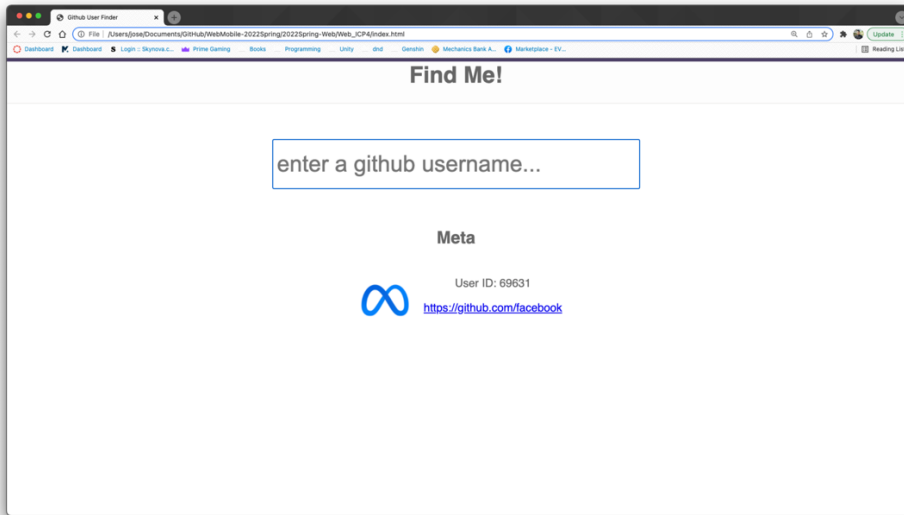 Github User Finder
File | /Users/jose/Documents/GitHub/WebMobile-2022Spring/2022Spring-Web/Web_ICP4/index.html
Update
Dashboard Dashboard Login :: Skynova.c... Prime Gaming Books Programming Unity dnd Genshin Mechanics Bank A... Marketplace - EV... Reading Lis
Find Me!
enter a github username...
Meta
User ID: 69631
https://github.com/facebook